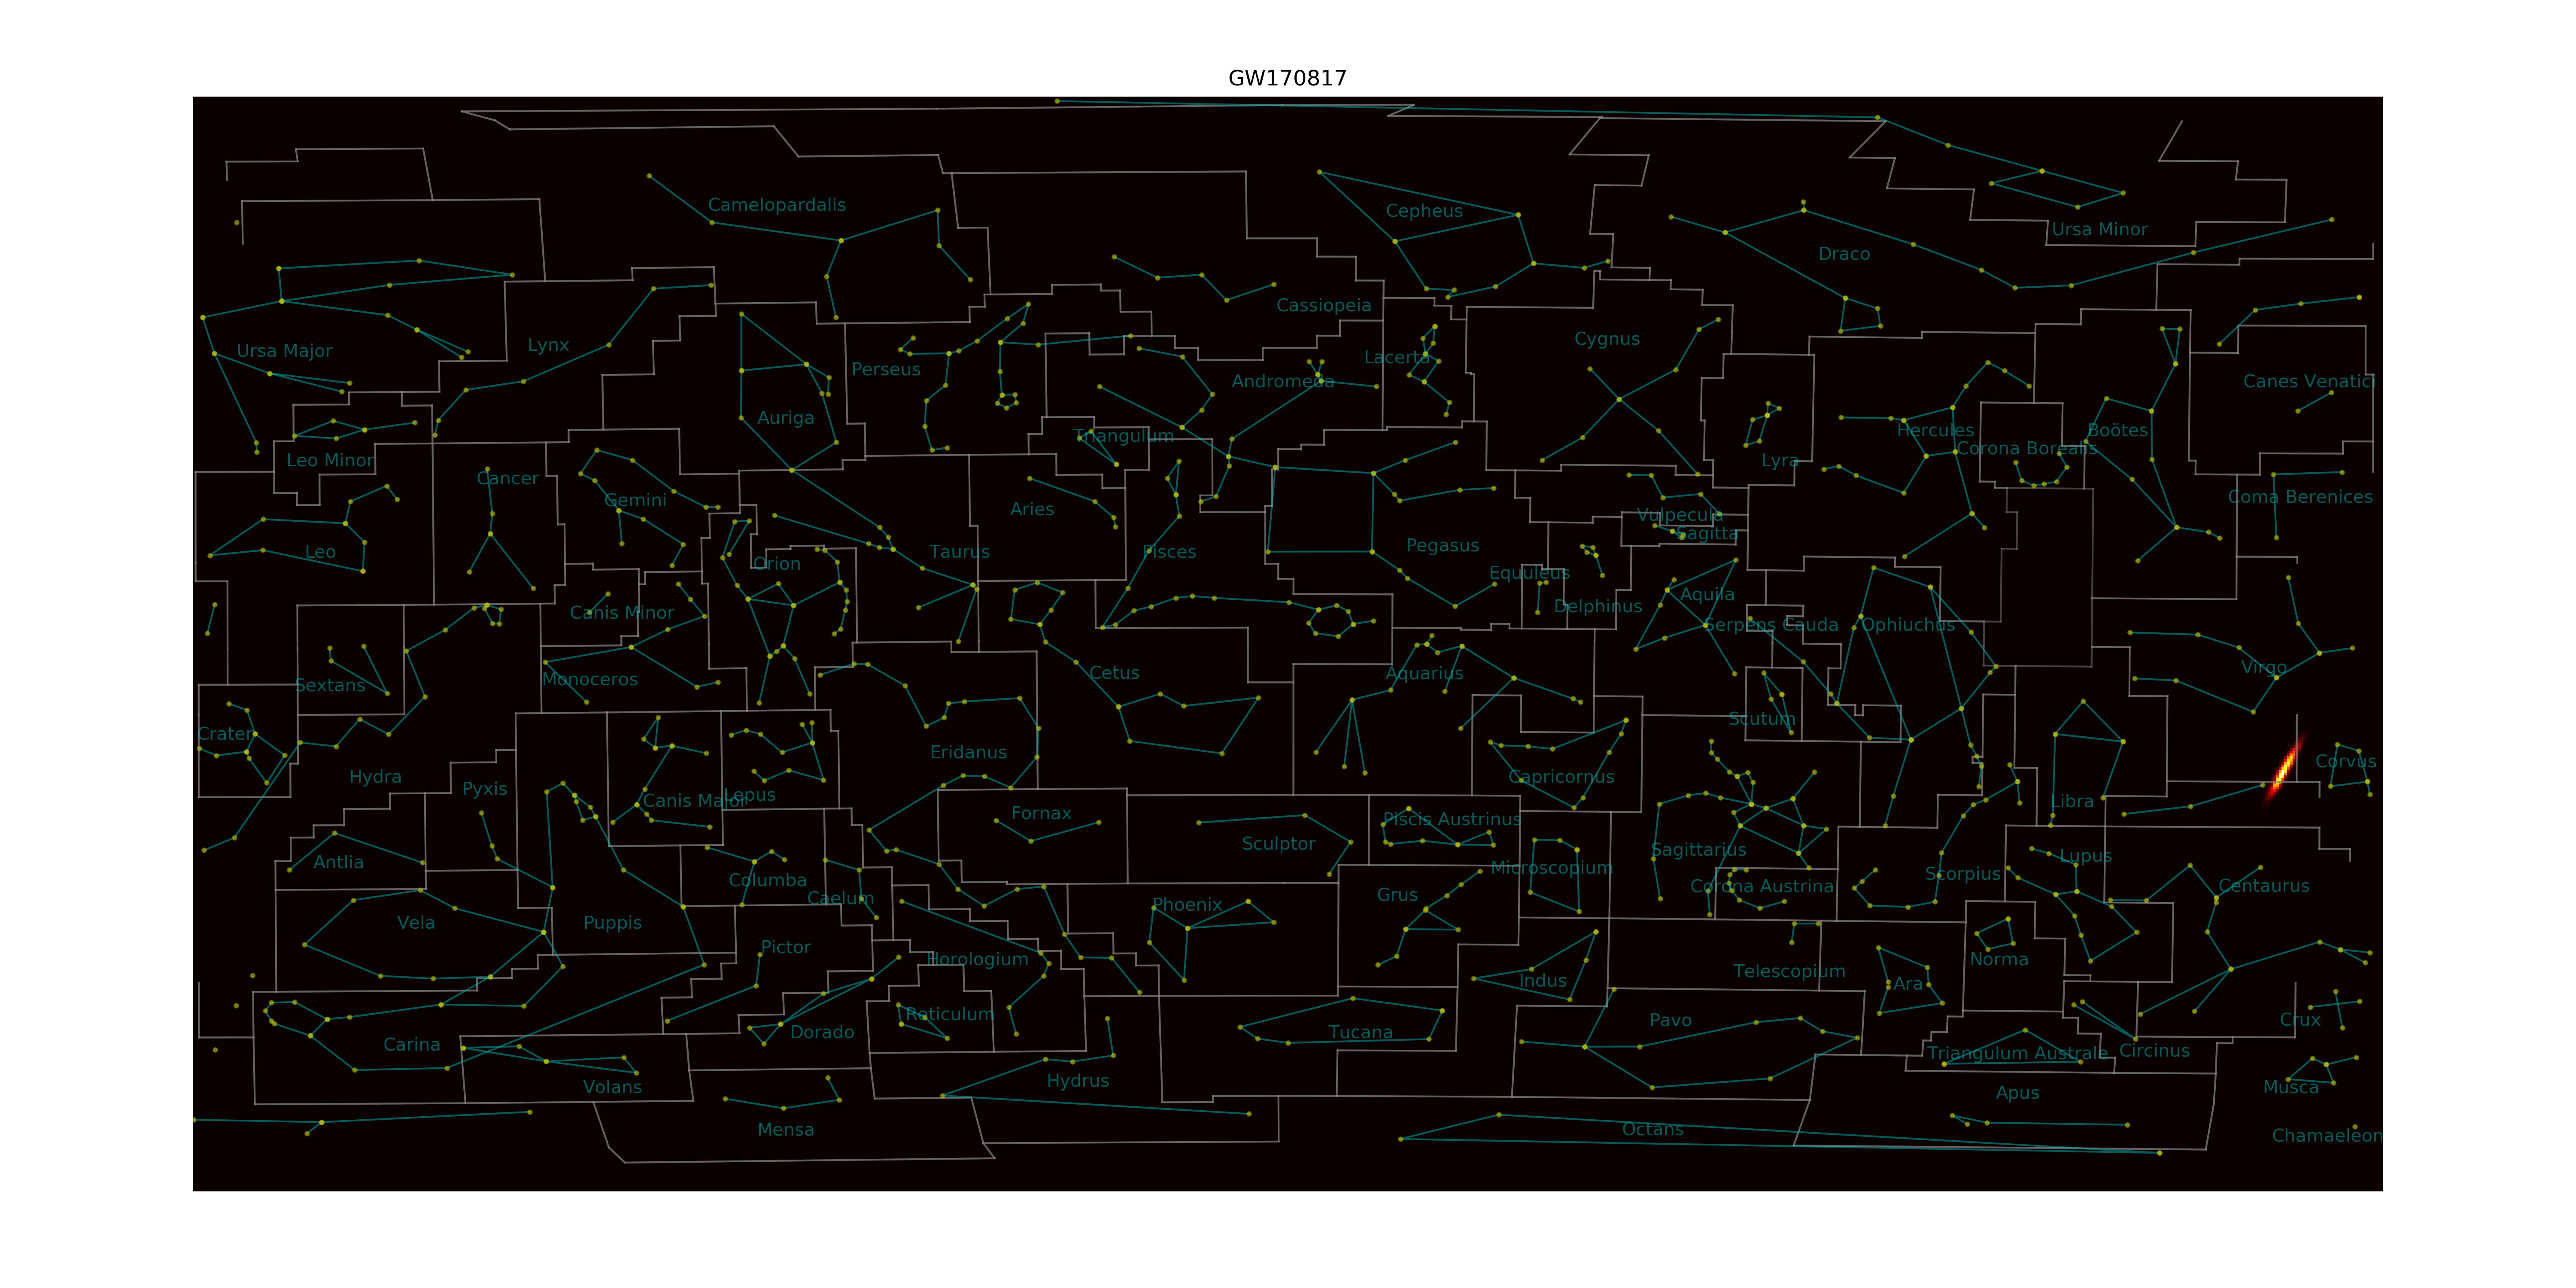 GW170817
Camelopardalis
Cepheus
Ursa Minor
Draco
Cassiopeia
Ursa Major
Lynx
Cygnus
Perseus
Lacerta
Andromeda
Canes Venatici
Auriga
Triangulum
Hercules
Boötes
Corona Borealis
Leo Minor
Lyra
Cancer
Gemini
Coma Berenices
Aries
Vulpecula
Sagitta
Leo
Orion
Taurus
Pisces
Pegasus
Equuleus
Delphinus
Aquila
Canis Minor
Serpens Cauda
Ophiuchus
Sextans
Monoceros
Cetus
Aquarius
Virgo
Crater
Scutum
Hydra
Eridanus
Capricornus
Corvus
Pyxis
Canis Major
Lepus
Libra
Fornax
Piscis Austrinus
Antlia
Sculptor
Sagittarius
Lupus
Microscopium
Columba
Caelum
Grus
Corona Austrina
Scorpius
Centaurus
Vela
Puppis
Phoenix
Pictor
Horologium
Norma
Indus
Telescopium
Ara
Reticulum
Carina
Dorado
Tucana
Pavo
Crux
Triangulum Australe
Circinus
Volans
Hydrus
Apus
Musca
Mensa
Octans
Chamaeleon